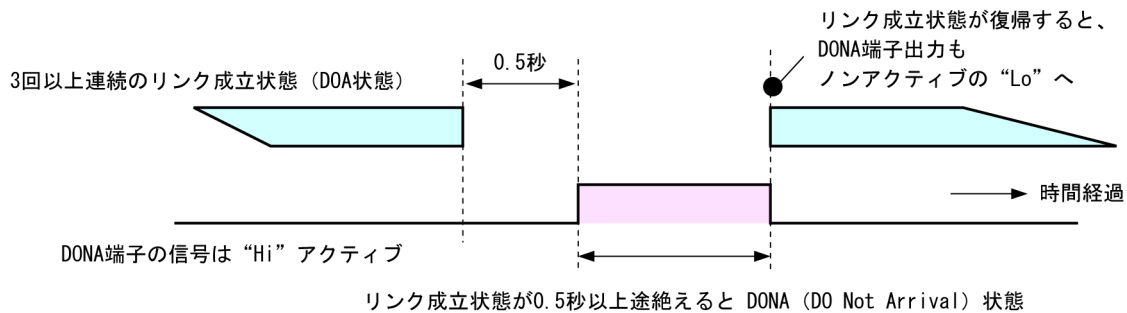 リンク成立状態が復帰すると、
DONA端子出力も
ノンアクティブの“Lo”へ
0.5秒
3回以上連続のリンク成立状態（DOA状態）
時間経過
DONA端子の信号は“Hi”アクティブ
リンク成立状態が0.5秒以上途絶えると DONA（DO Not Arrival）状態